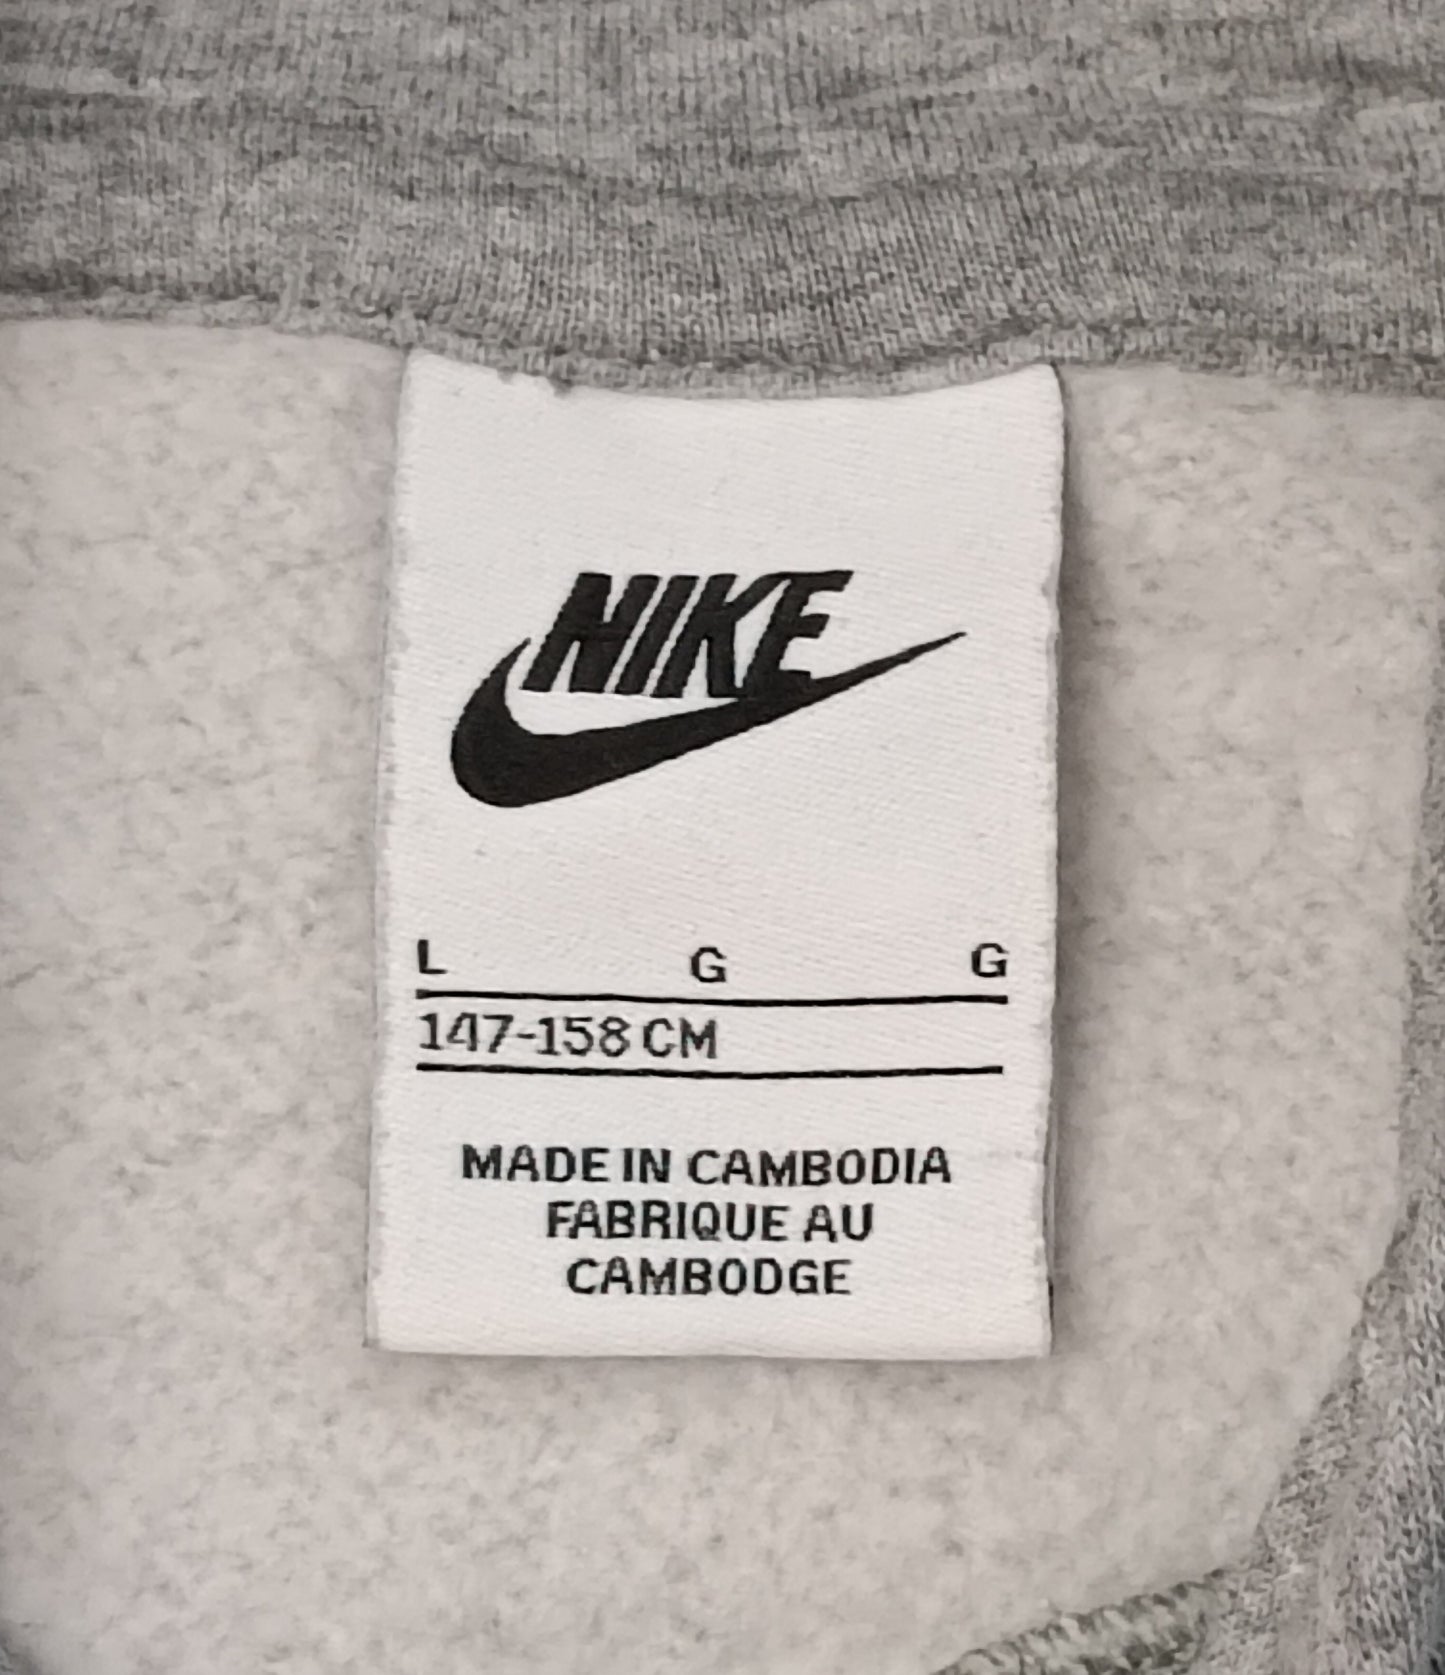 NIKE
L G G
147-158 CM
MADE IN CAMBODIA
FABRIQUE AU
CAMBODGE